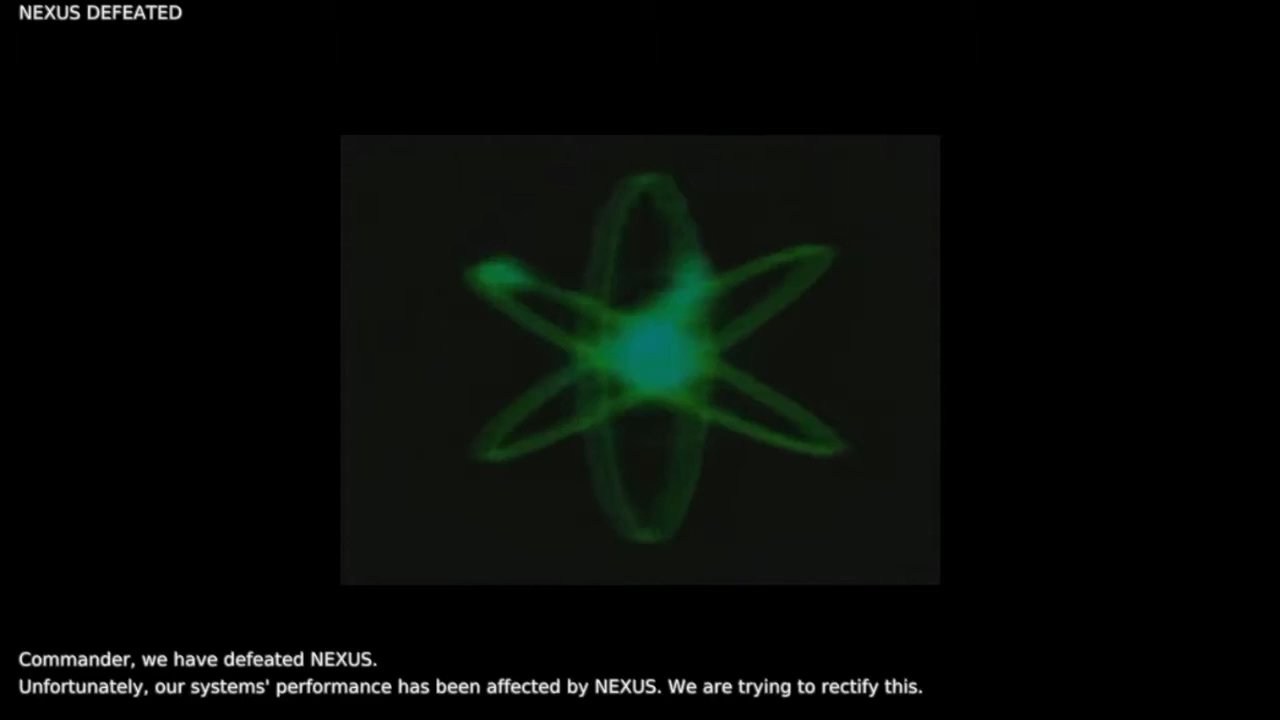 NEXUS DEFEATED
Commander, we have defeated NEXUS.
Unfortunately, our systems' performance has been affected by NEXUS. We are trying to rectify this.